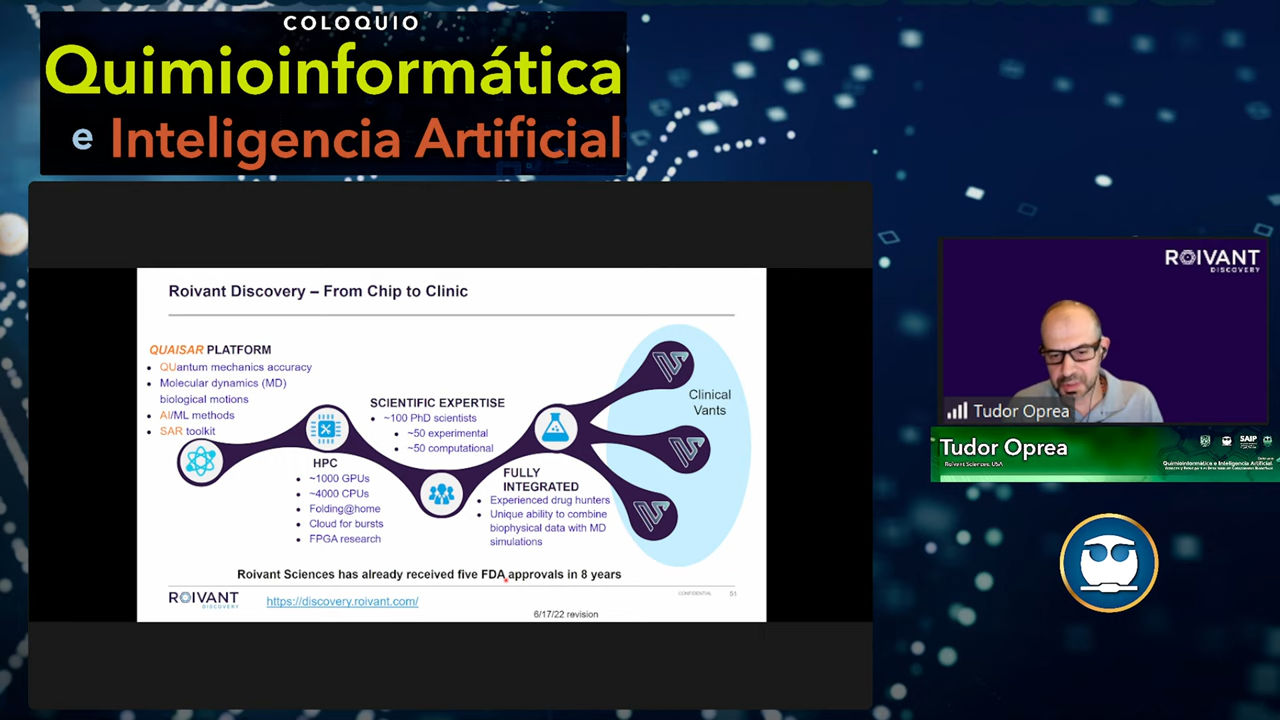 COLOQUIO
Quimioinformática
e Inteligencia Artificial
Roivant Discovery – From Chip to Clinic
QUAISAR PLATFORM
• QUantum mechanics accuracy
• Molecular dynamics (MD)
biological motions
• AI/ML methods
• SAR toolkit
HPC
• ~1000 GPUs
• ~4000 CPUs
• Folding@home
• Cloud for bursts
• FPGA research
SCIENTIFIC EXPERTISE
• ~100 PhD scientists
• ~50 experimental
• ~50 computational
FULLY
INTEGRATED
• Experienced drug hunters
• Unique ability to combine
biophysical data with MD
simulations
Clinical
Vants
Roivant Sciences has already received five FDA approvals in 8 years
ROIVANT
DISCOVERY
https://discovery.roivant.com/
CONFIDENTIAL
51
6/17/22 revision
ROIVANT
DISCOVERY
Tudor Oprea
Tudor Oprea
Roivant Sciences, USA
SAIP
Quimioinformática e Inteligencia Artificial